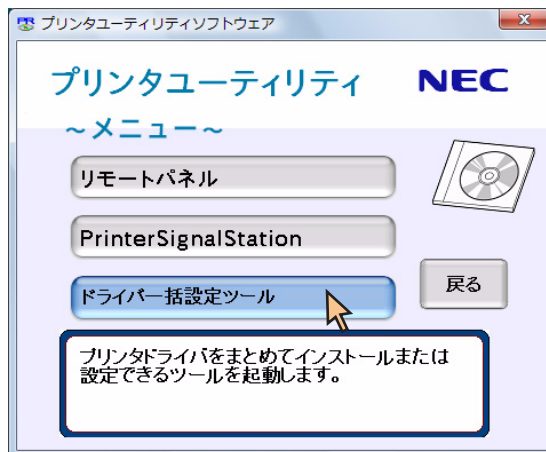 プリンタユーティリティソフトウェア
プリンタユーティリティ NEC
～メニュー～
リモートパネル
PrinterSignalStation
ドライバ一括設定ツール
戻る
プリンタドライバをまとめてインストールまたは
設定できるツールを起動します。